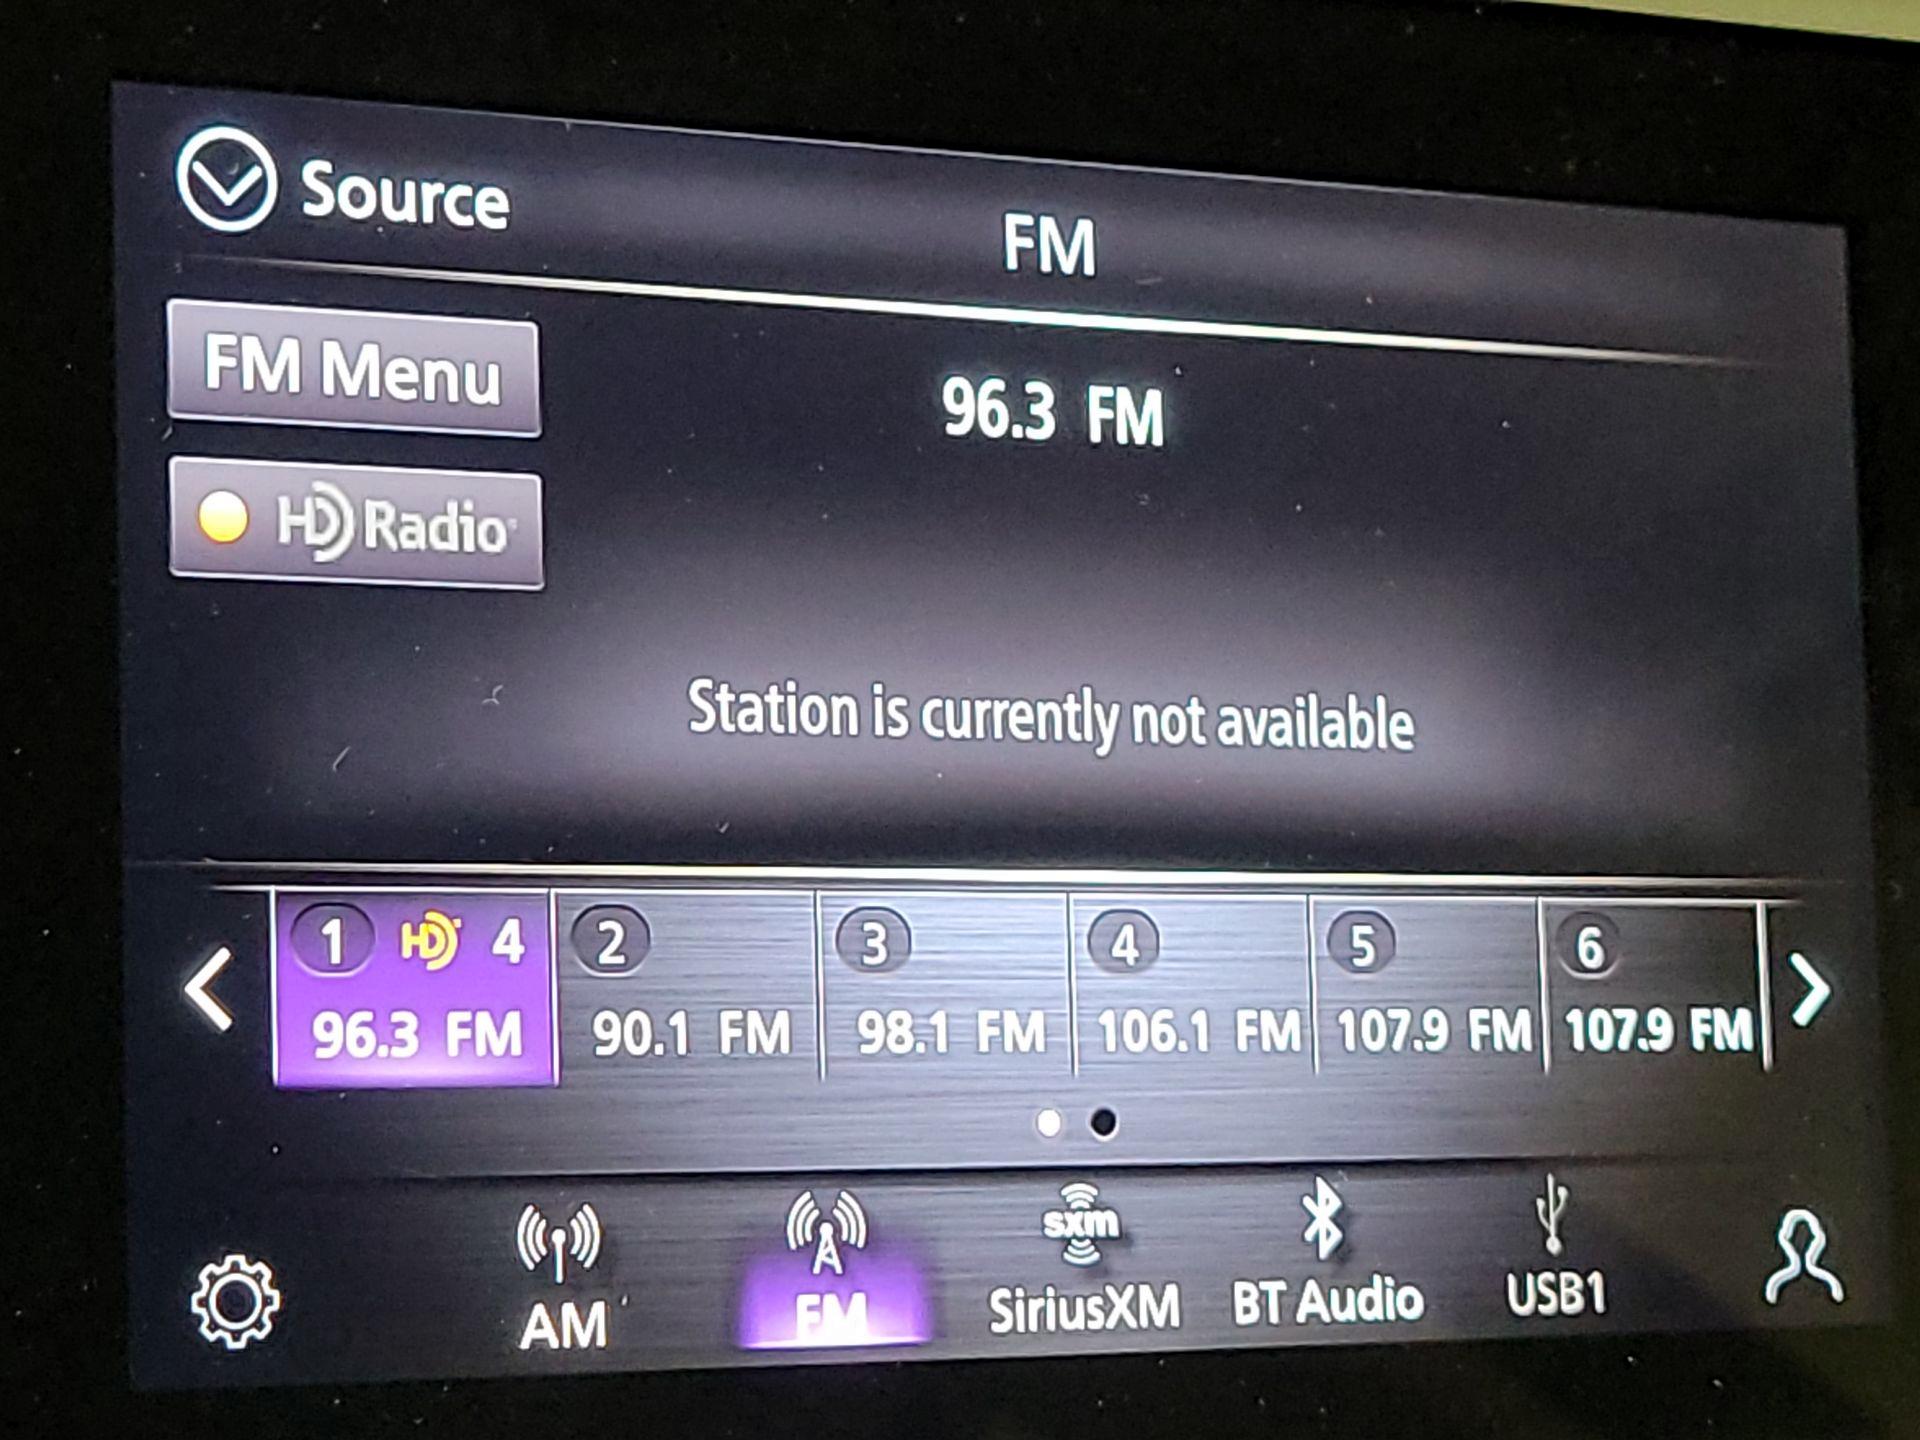 Source
FM
FM Menu
96.3 FM
HD Radio
Station is currently not available
1 HD 4
96.3 FM
2
90.1 FM
3
98.1 FM
4
106.1 FM
5
107.9 FM
6
107.9 FM
AM
FM
sxm
SiriusXM
BT Audio
USB1